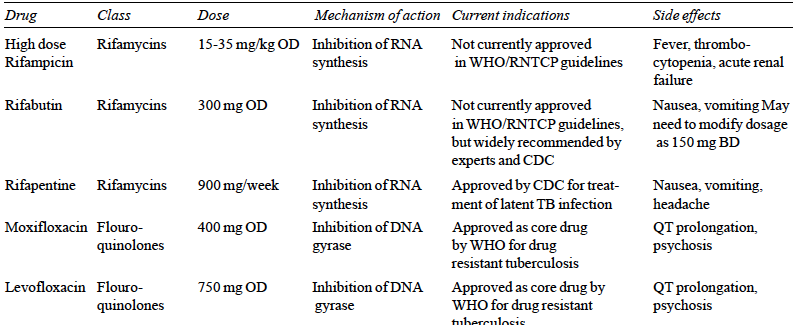 Drug Class Dose Mechanism of action Current indications Side effects
High dose Rifamycins 15-35 mg/kg OD Inhibition of RNA Not currently approved Fever, thrombo-
Rifampicin synthesis in WHO/RNTCP guidelines cytopenia, acute renal
failure
Rifabutin Rifamycins 300 mg OD Inhibition of RNA Not currently approved Nausea, vomiting May
synthesis in WHO/RNTCP guidelines, need to modify dosage
but widely recommended by as 150 mg BD
experts and CDC
Rifapentine Rifamycins 900 mg/week Inhibition of RNA Approved by CDC for treat- Nausea, vomiting,
synthesis ment of latent TB infection headache
Moxifloxacin Flouro- 400 mg OD Inhibition of DNA Approved as core drug QT prolongation,
quinolones gyrase by WHO for drug psychosis
resistant tuberculosis
Levofloxacin Flouro- 750 mg OD Inhibition of DNA Approved as core drug by QT prolongation,
quinolones gyrase WHO for drug resistant psychosis
tuberculosis